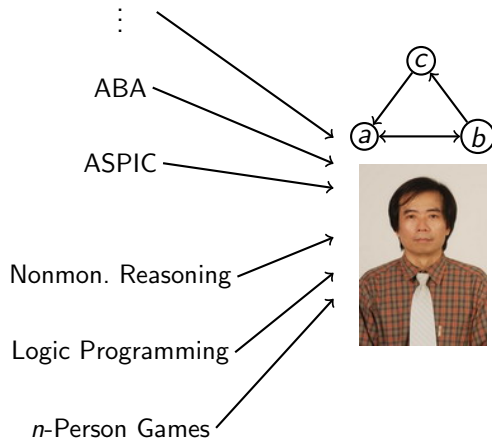 ⋮
ABA
ASPIC
Nonmon. Reasoning
Logic Programming
n-Person Games
c
a
b